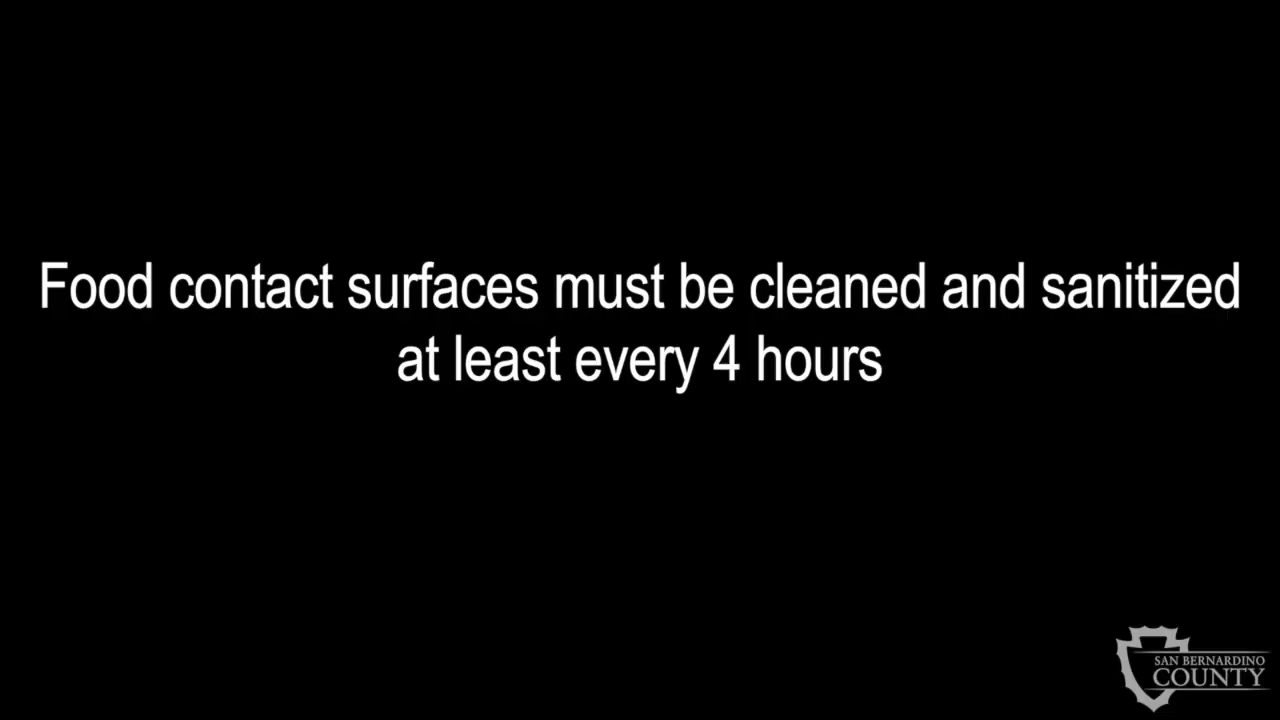 Food contact surfaces must be cleaned and sanitized
at least every 4 hours
SAN BERNARDINO
COUNTY